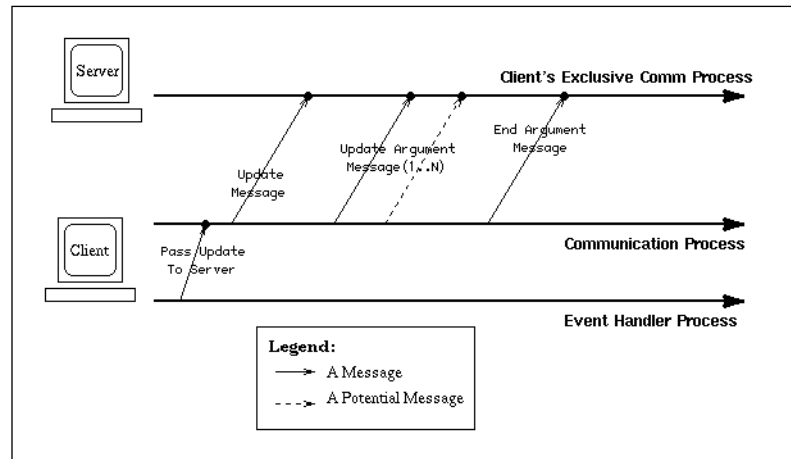 Server
Client's Exclusive Comm Process
Update
Message
Update Argument
Message(1..N)
End Argument
Message
Client
Communication Process
Pass Update
To Server
Event Handler Process
Legend:
A Message
A Potential Message